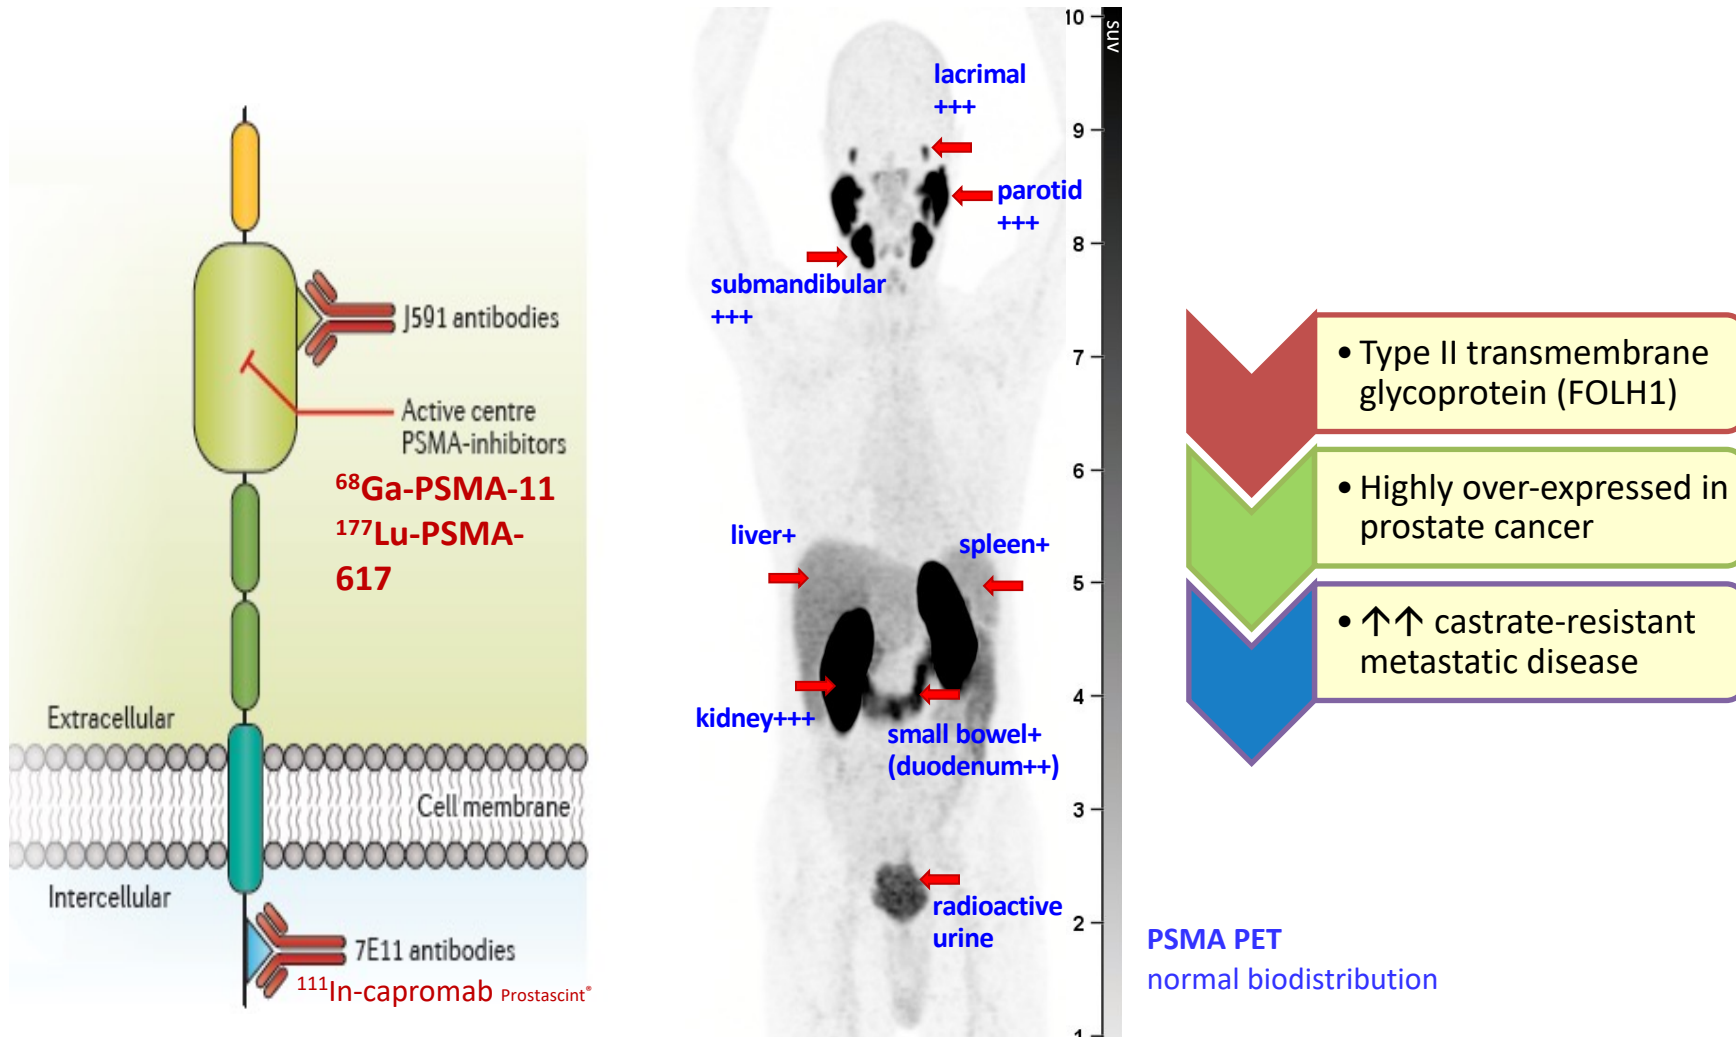 J591 antibodies
Active centre
PSMA-inhibitors
⁶⁸Ga-PSMA-11
¹⁷⁷Lu-PSMA-
617
Extracellular
Cell membrane
Intercellular
7E11 antibodies
¹¹¹In-capromab Prostascint®
lacrimal
+++
parotid
+++
submandibular
+++
liver+
spleen+
kidney+++
small bowel+
(duodenum++)
radioactive
urine
10
suv
9
8
7
6
5
4
3
2
1
• Type II transmembrane
glycoprotein (FOLH1)
• Highly over-expressed in
prostate cancer
• ↑↑ castrate-resistant
metastatic disease
PSMA PET
normal biodistribution